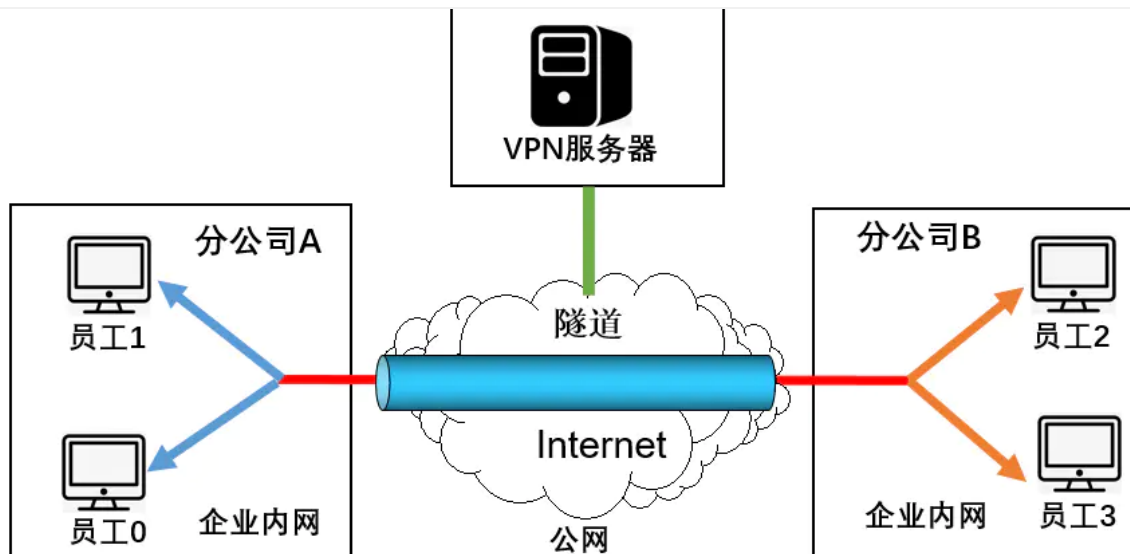 VPN服务器
分公司A
分公司B
员工1
隧道
员工2
Internet
员工0
企业内网
公网
企业内网
员工3